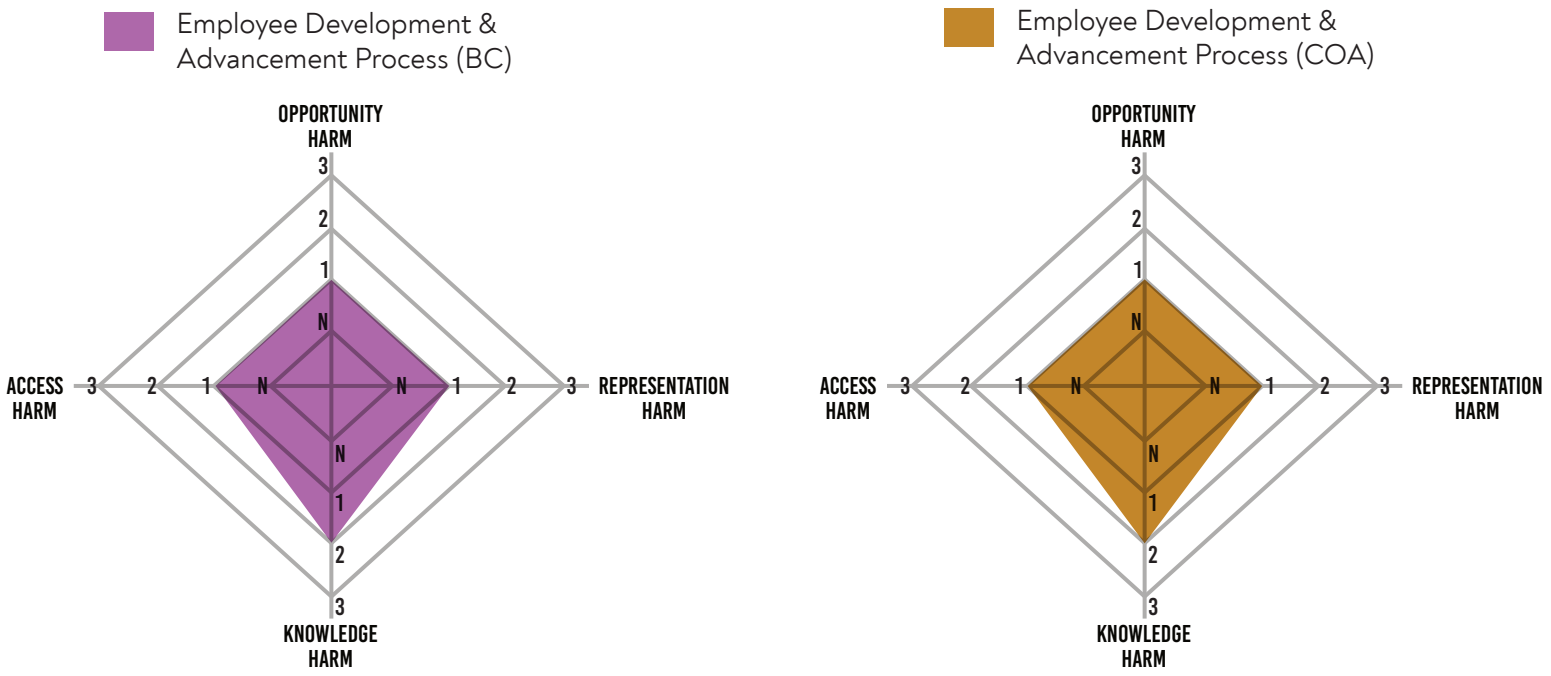 Employee Development &
Advancement Process (BC)
OPPORTUNITY
HARM
3
2
1
N
ACCESS
HARM
3 2 1 N N 1 2 3
REPRESENTATION
HARM
N
1
2
3
KNOWLEDGE
HARM
Employee Development &
Advancement Process (COA)
OPPORTUNITY
HARM
3
2
1
N
ACCESS
HARM
3 2 1 N N 1 2 3
REPRESENTATION
HARM
N
1
2
3
KNOWLEDGE
HARM